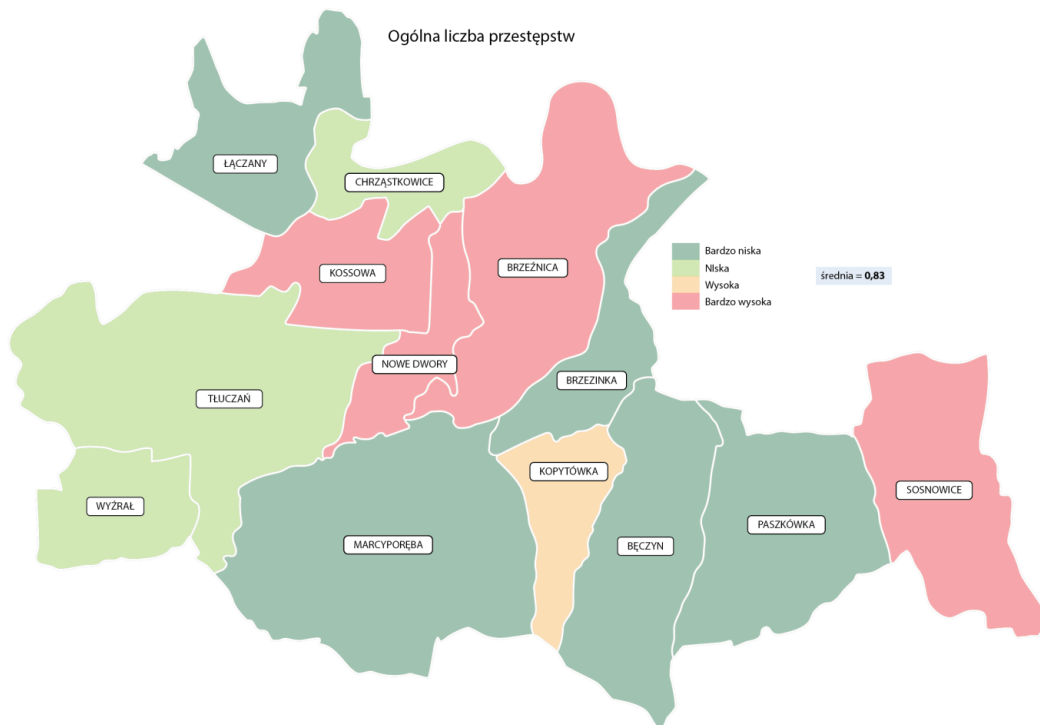 Ogólna liczba przestępstw
ŁĄCZANY
CHRZĄSTKOWICE
KOSSOWA
BRZEŹNICA
Bardzo niska
NIska
Wysoka
Bardzo wysoka
średnia = 0,83
NOWE DWORY
BRZEZINKA
TŁUCZAŃ
KOPYTÓWKA
SOSNOWICE
WYŹRAŁ
PASZKÓWKA
MARCYPORĘBA
BĘCZYN